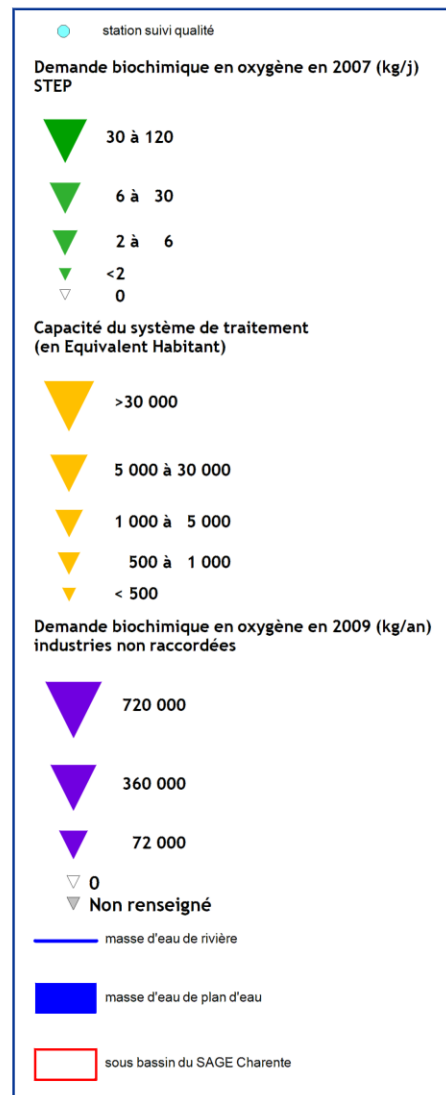 station suivi qualité
Demande biochimique en oxygène en 2007 (kg/j)
STEP
30 à 120
6 à 30
2 à 6
<2
0
Capacité du système de traitement
(en Equivalent Habitant)
>30 000
5 000 à 30 000
1 000 à 5 000
500 à 1 000
< 500
Demande biochimique en oxygène en 2009 (kg/an)
industries non raccordées
720 000
360 000
72 000
0
Non renseigné
masse d'eau de rivière
masse d'eau de plan d'eau
sous bassin du SAGE Charente